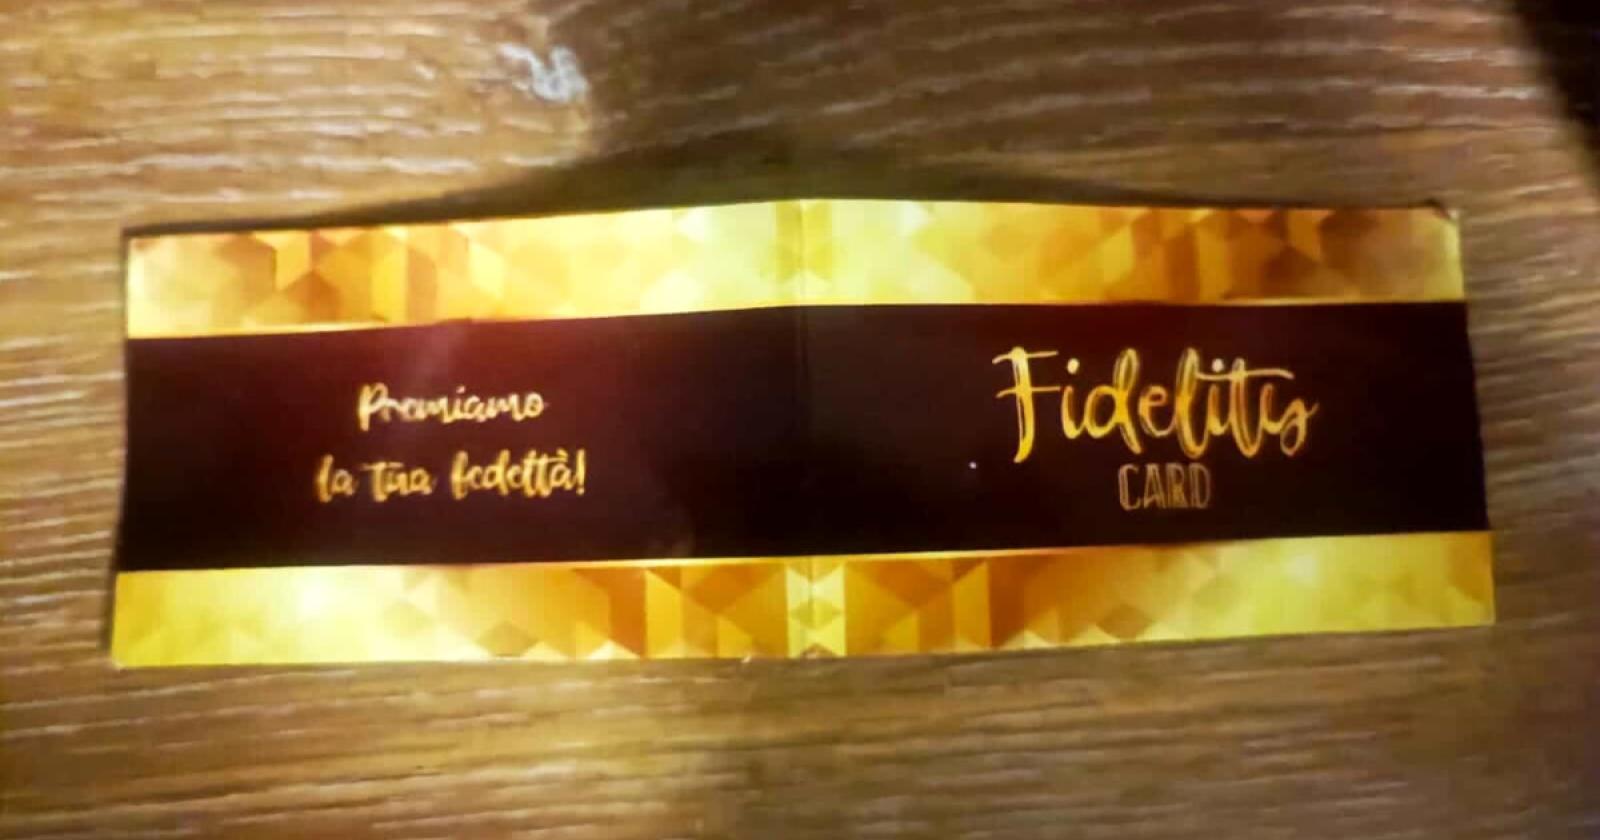 Premiamo
la tua fedeltà!
Fidelity
CARD